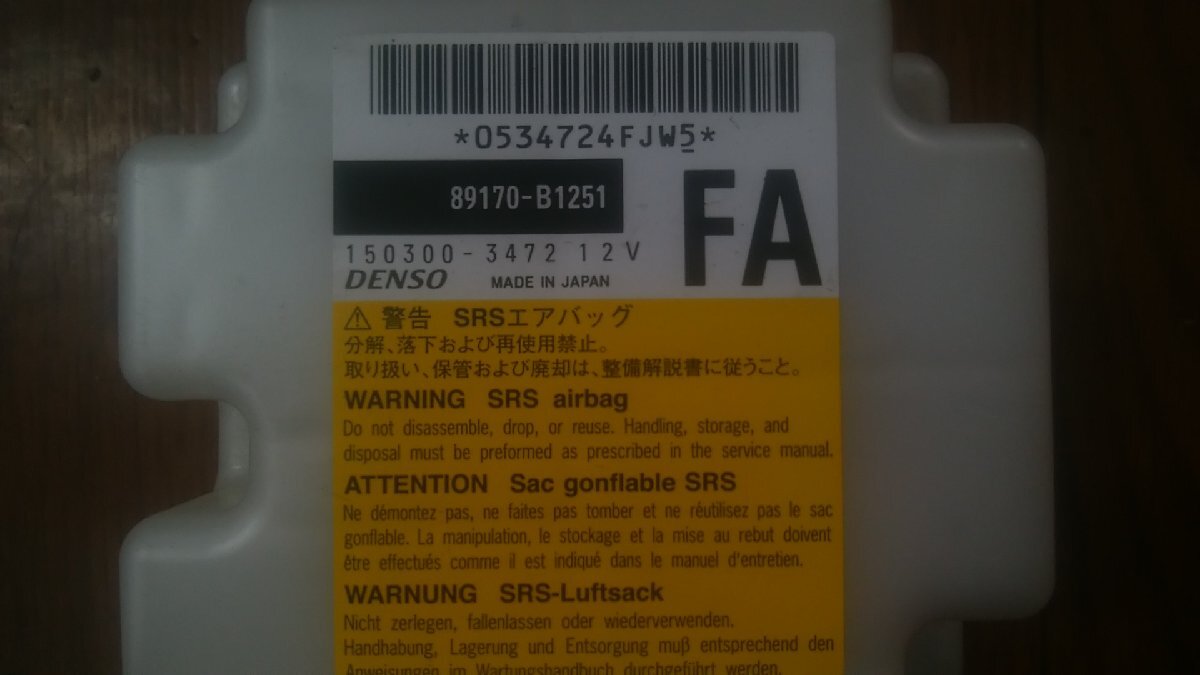 *0534724FJW5*
89170-B1251
FA
150300-3472 12V
DENSO MADE IN JAPAN
⚠ 警告 SRSエアバッグ
分解、落下および再使用禁止。
取り扱い、保管および廃却は、整備解説書に従うこと。
WARNING SRS airbag
Do not disassemble, drop, or reuse. Handling, storage, and
disposal must be preformed as prescribed in the service manual.
ATTENTION Sac gonflable SRS
Ne démontez pas, ne faites pas tomber et ne réutilisez pas le sac
gonflable. La manipulation, le stockage et la mise au rebut doivent
être effectués comme il est indiqué dans le manuel d'entretien.
WARNUNG SRS-Luftsack
Nicht zerlegen, fallenlassen oder wiederverwenden.
Handhabung, Lagerung und Entsorgung muß entsprechend den
Anweisungen im Wartungshandbuch durchgeführt werden.